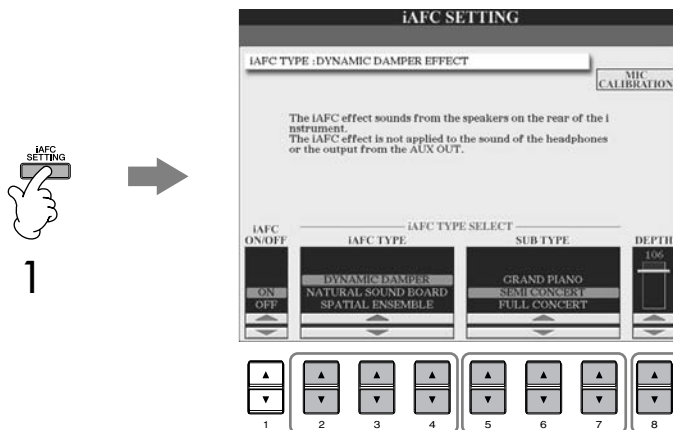 iAFC SETTING
iAFC TYPE :DYNAMIC DAMPER EFFECT
MIC
CALIBRATION
The iAFC effect sounds from the speakers on the rear of the i
nstrument.
The iAFC effect is not applied to the sound of the headphones
or the output from the AUX OUT.
iAFC
SETTING
1
iAFC
ON/OFF
iAFC TYPE SELECT
iAFC TYPE
SUB TYPE
DEPTH
106
ON
OFF
DYNAMIC DAMPER
NATURAL SOUND BOARD
SPATIAL ENSEMBLE
GRAND PIANO
SEMI CONCERT
FULL CONCERT
1 2 3 4 5 6 7 8